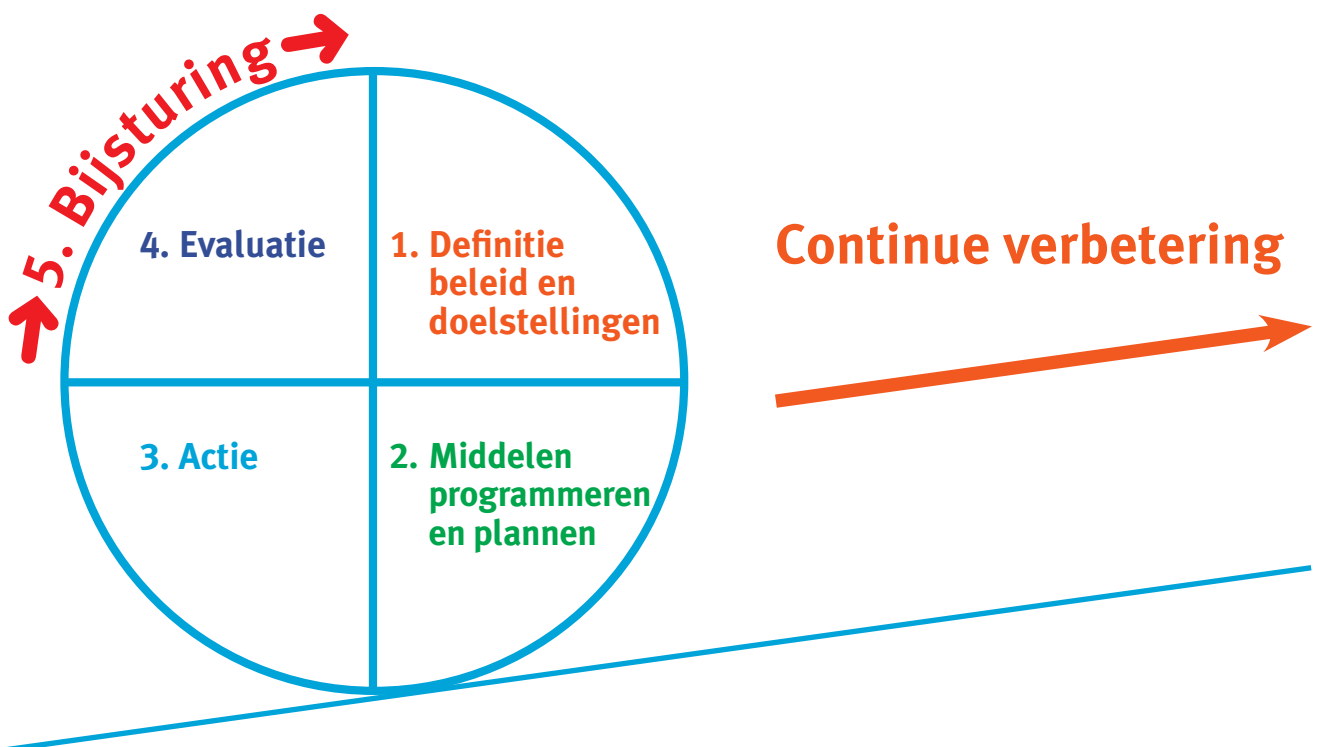 5. Bijsturing
4. Evaluatie
1. Definitie
beleid en
doelstellingen
3. Actie
2. Middelen
programmeren
en plannen
Continue verbetering